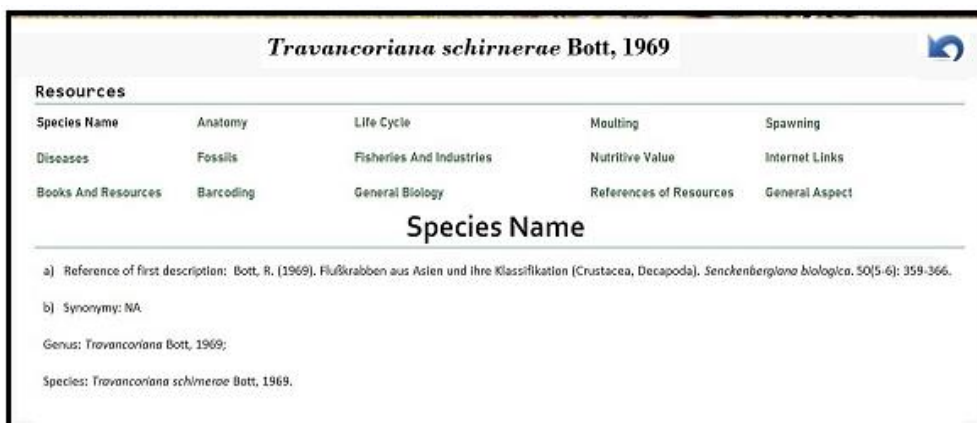 Travancoriana schirnerae Bott, 1969
Resources
Species Name Anatomy Life Cycle Moulting Spawning
Diseases Fossils Fisheries And Industries Nutritive Value Internet Links
Books And Resources Barcoding General Biology References of Resources General Aspect
Species Name
a) Reference of first description: Bott, R. (1969). Flußkrabben aus Asien und ihre Klassifikation (Crustacea, Decapoda). Senckenbergiana biologica. 50(5-6): 359-366.
b) Synonymy: NA
Genus: Travancoriana Bott, 1969;
Species: Travancoriana schirnerae Bott, 1969.